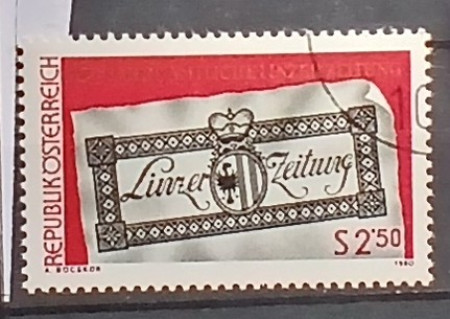 REPUBLIK ÖSTERREICH
Linzer Zeitung
S 2·50
A. BÖCSKÖR
1980